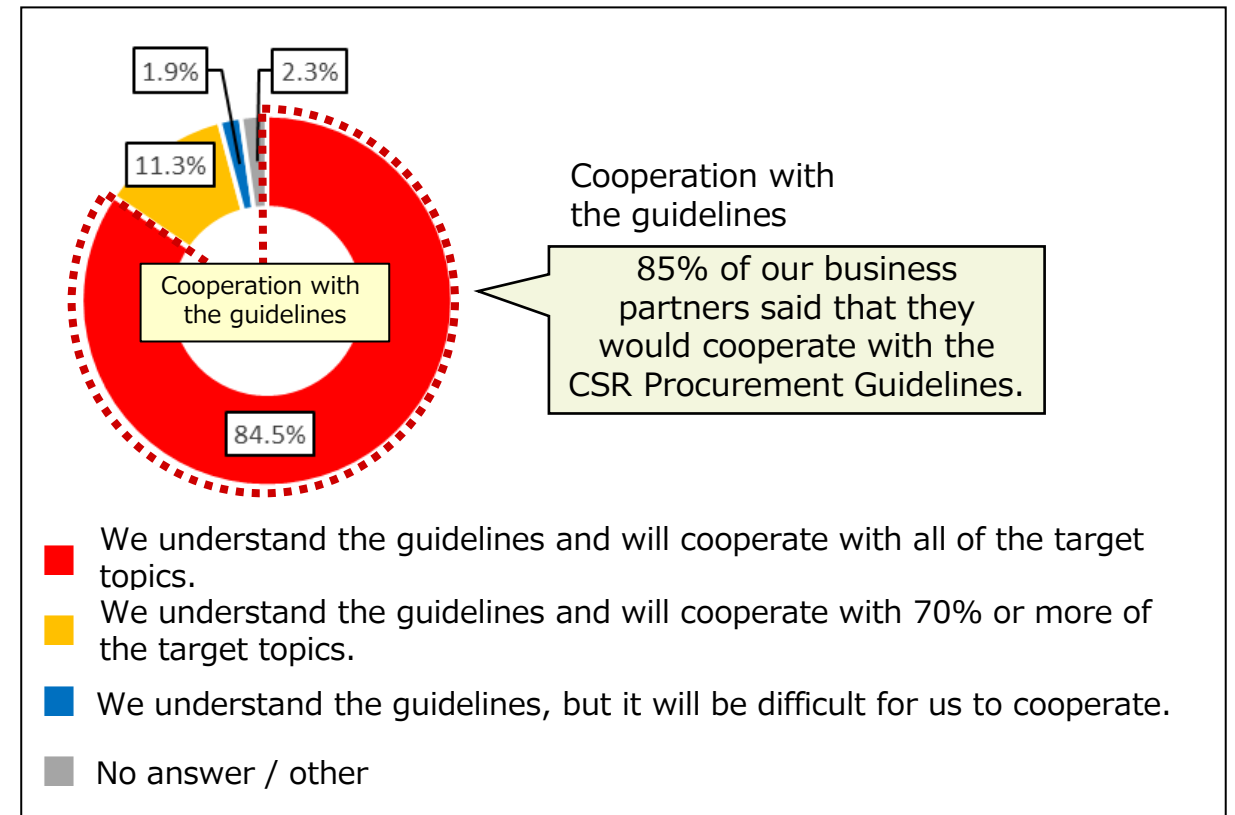 1.9%
2.3%
11.3%
Cooperation with
the guidelines
84.5%
Cooperation with
the guidelines
85% of our business
partners said that they
would cooperate with the
CSR Procurement Guidelines.
We understand the guidelines and will cooperate with all of the target
topics.
We understand the guidelines and will cooperate with 70% or more of
the target topics.
We understand the guidelines, but it will be difficult for us to cooperate.
No answer / other